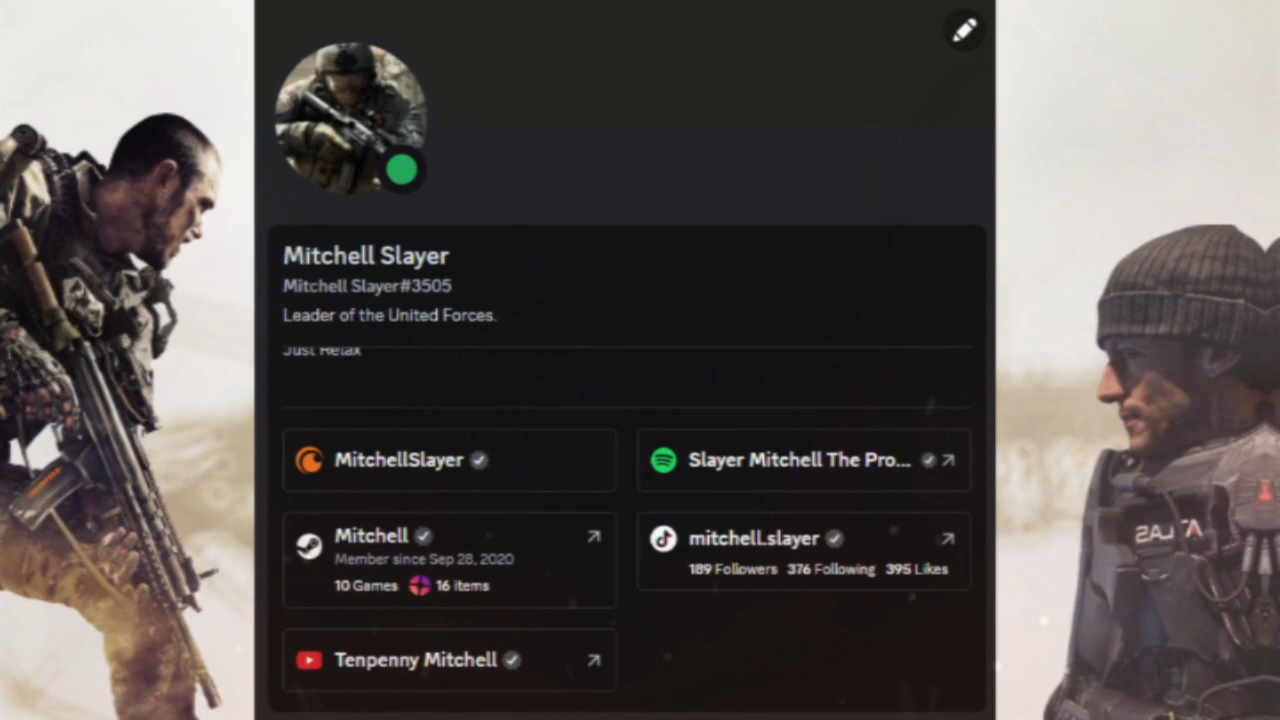 Mitchell Slayer
Mitchell Slayer#3505
Leader of the United Forces.
Just Relax
MitchellSlayer
Slayer Mitchell The Pro...
Mitchell
Member since Sep 28, 2020
10 Games 16 items
mitchell.slayer
189 Followers 376 Following 395 Likes
Tenpenny Mitchell
ATLAS